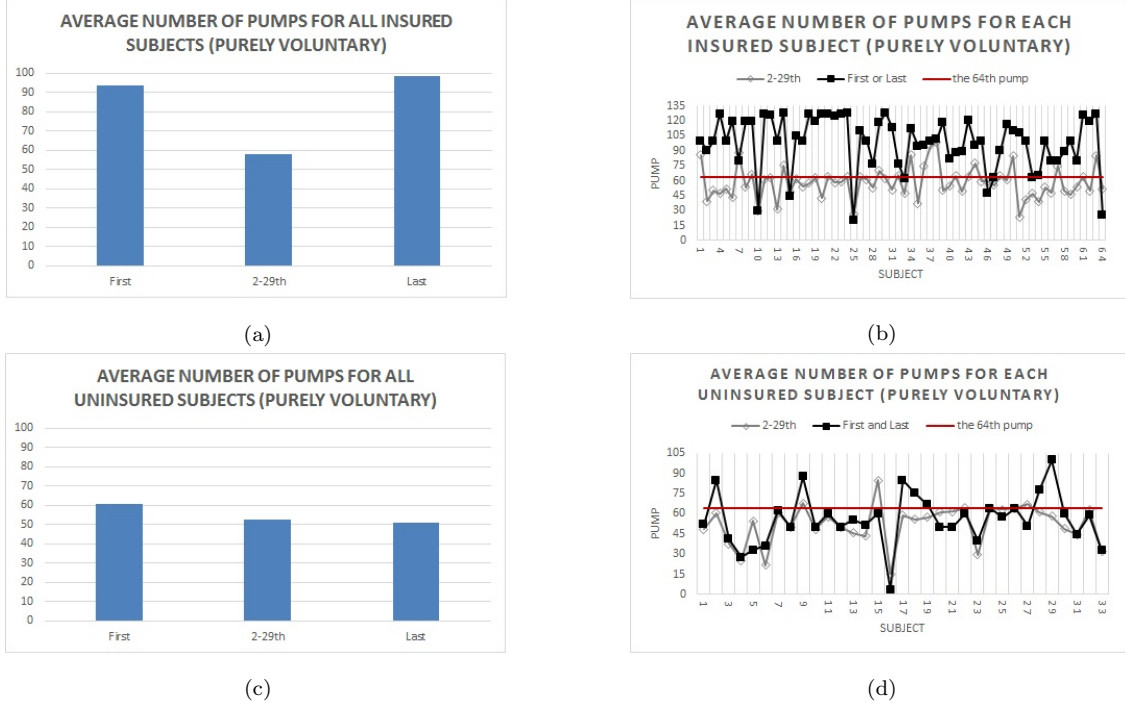 AVERAGE NUMBER OF PUMPS FOR ALL INSURED
SUBJECTS (PURELY VOLUNTARY)
100
90
80
70
60
50
40
30
20
10
0
First 2-29th Last
(a)
AVERAGE NUMBER OF PUMPS FOR EACH
INSURED SUBJECT (PURELY VOLUNTARY)
2-29th First or Last the 64th pump
PUMP
135
120
105
90
75
60
45
30
15
0
1 4 7 10 13 16 19 22 25 28 31 34 37 40 43 46 49 52 55 58 61 64
SUBJECT
(b)
AVERAGE NUMBER OF PUMPS FOR ALL
UNINSURED SUBJECTS (PURELY VOLUNTARY)
100
90
80
70
60
50
40
30
20
10
0
First 2-29th Last
(c)
AVERAGE NUMBER OF PUMPS FOR EACH
UNINSURED SUBJECT (PURELY VOLUNTARY)
2-29th First and Last the 64th pump
PUMP
105
90
75
60
45
30
15
0
1 3 5 7 9 11 13 15 17 19 21 23 25 27 29 31 33
SUBJECT
(d)